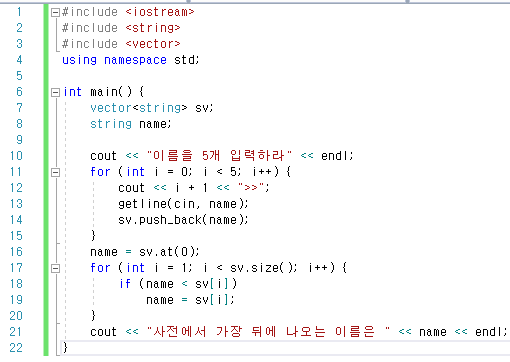 1 #include <iostream>
2 #include <string>
3 #include <vector>
4 using namespace std;
5
6 int main() {
7 vector<string> sv;
8 string name;
9
10 cout << "이름을 5개 입력하라" << endl;
11 for (int i = 0; i < 5; i++) {
12 cout << i + 1 << ">>";
13 getline(cin, name);
14 sv.push_back(name);
15 }
16 name = sv.at(0);
17 for (int i = 1; i < sv.size(); i++) {
18 if (name < sv[i])
19 name = sv[i];
20 }
21 cout << "사전에서 가장 뒤에 나오는 이름은 " << name << endl;
22 }